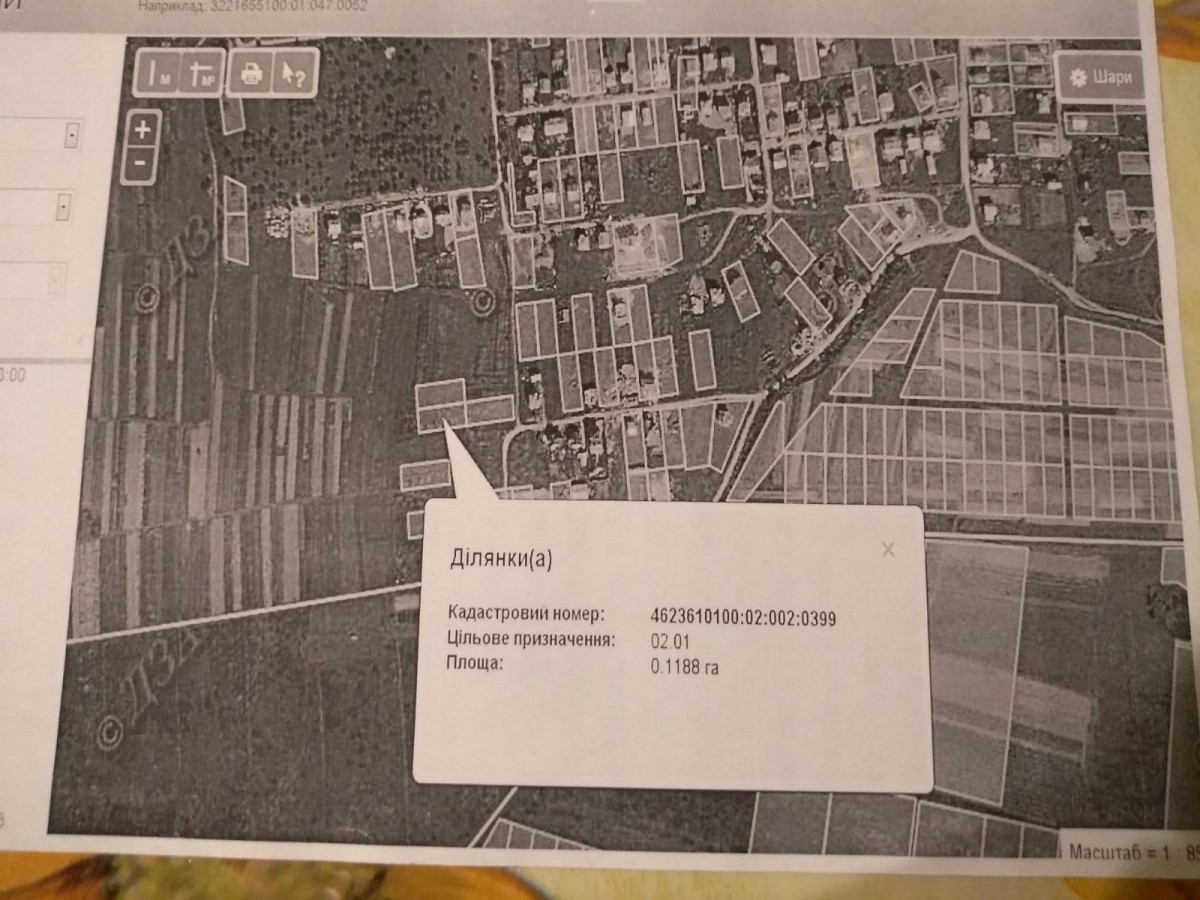 Наприклад: 3221655100:01:047:0052
м
м²
?
Шари
+
-
© ДЗ
©
3:00
Ділянки(а)
×
Кадастровий номер: 4623610100:02:002:0399
Цільове призначення: 02.01
Площа: 0.1188 га
© ДЗА
Масштаб = 1 : 85